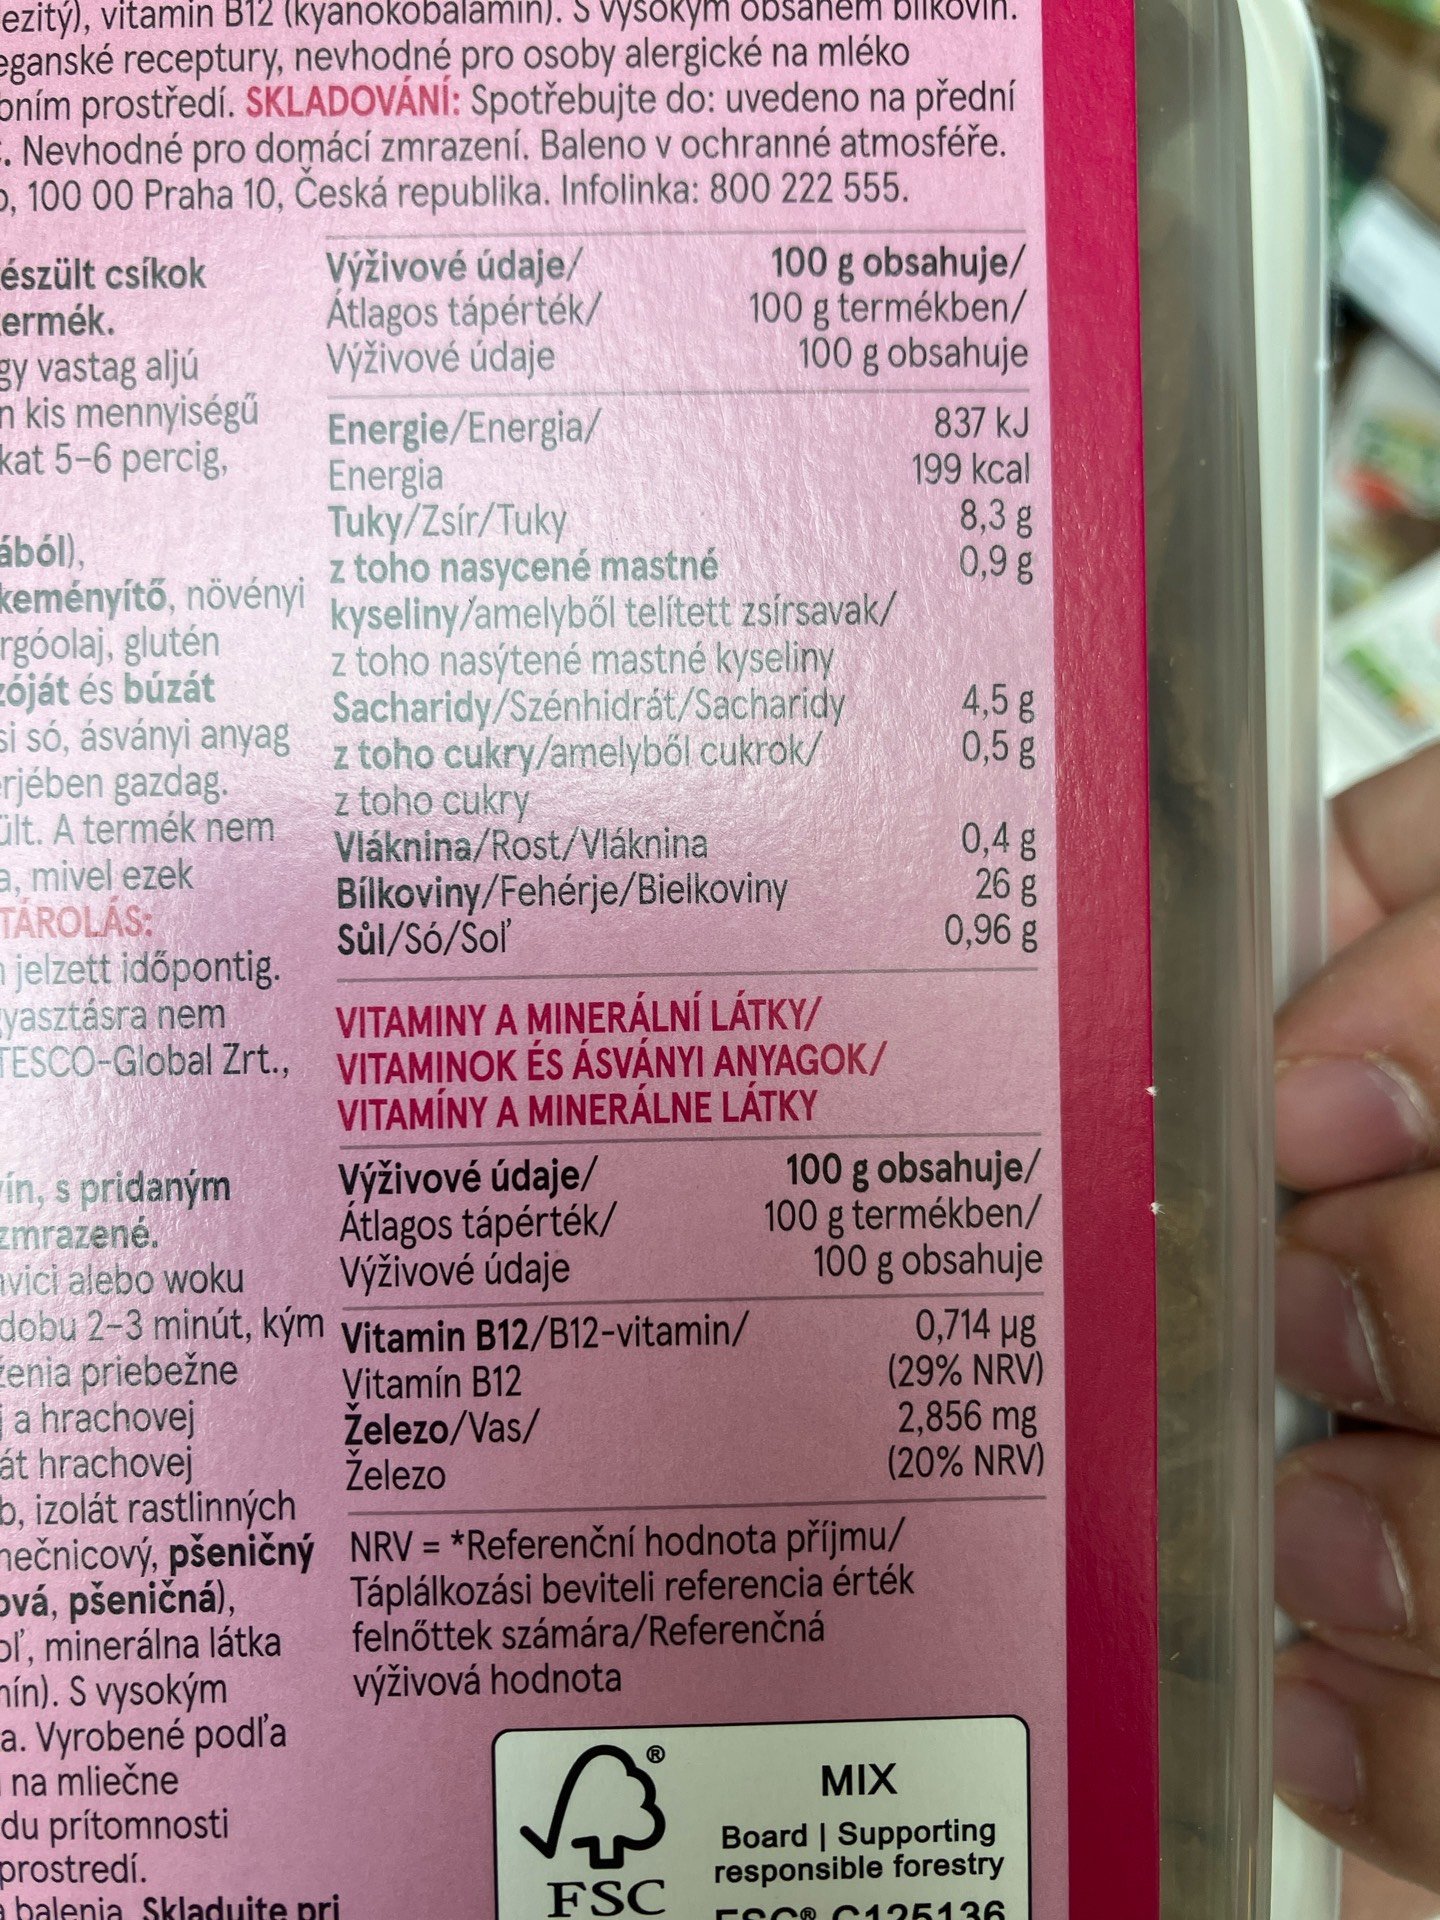 vitamin B12 (kyanokobalamin). S vysokým obsahem bílkovin.
receptury, nevhodné pro osoby alergické na mléko
prostředí. SKLADOVÁNÍ: Spotřebujte do: uvedeno na přední
. Nevhodné pro domácí zmrazení. Baleno v ochranné atmosféře.
, 100 00 Praha 10, Česká republika. Infolinka: 800 222 555.
csíkok
vastag aljú
kis mennyiségű
5-6 percig,
növényi
glutén
és búzát
só, ásványi anyag
gazdag.
A termék nem
mivel ezek
TÁROLÁS:
jelzett időpontig.
nem
TESCO-Global Zrt.,
s pridaným
zmrazené.
alebo woku
dobu 2-3 minút, kým
priebežne
a hrachovej
hrachovej
izolát rastlinných
pšeničný
pšeničná),
minerálna látka
S vysokým
Vyrobené podľa
na mliečne
prítomnosti
prostredí.
balenia. Skladujte pri
Výživové údaje/ 100 g obsahuje/
Átlagos tápérték/ 100 g termékben/
Výživové údaje 100 g obsahuje
Energie/Energia/ 837 kJ
Energia 199 kcal
Tuky/Zsír/Tuky 8,3 g
z toho nasycené mastné 0,9 g
kyseliny/amelyből telített zsírsavak/
z toho nasýtené mastné kyseliny
Sacharidy/Szénhidrát/Sacharidy 4,5 g
z toho cukry/amelyből cukrok/ 0,5 g
z toho cukry
Vláknina/Rost/Vláknina 0,4 g
Bílkoviny/Fehérje/Bielkoviny 26 g
Sůl/Só/Soľ 0,96 g
VITAMINY A MINERÁLNÍ LÁTKY/
VITAMINOK ÉS ÁSVÁNYI ANYAGOK/
VITAMÍNY A MINERÁLNE LÁTKY
Výživové údaje/ 100 g obsahuje/
Átlagos tápérték/ 100 g termékben/
Výživové údaje 100 g obsahuje
Vitamin B12/B12-vitamin/ 0,714 µg
Vitamín B12 (29% NRV)
Železo/Vas/ 2,856 mg
Železo (20% NRV)
NRV = *Referenční hodnota příjmu/
Táplálkozási beviteli referencia érték
felnőttek számára/Referenčná
výživová hodnota
®
FSC
MIX
Board | Supporting
responsible forestry
FSC® C125136